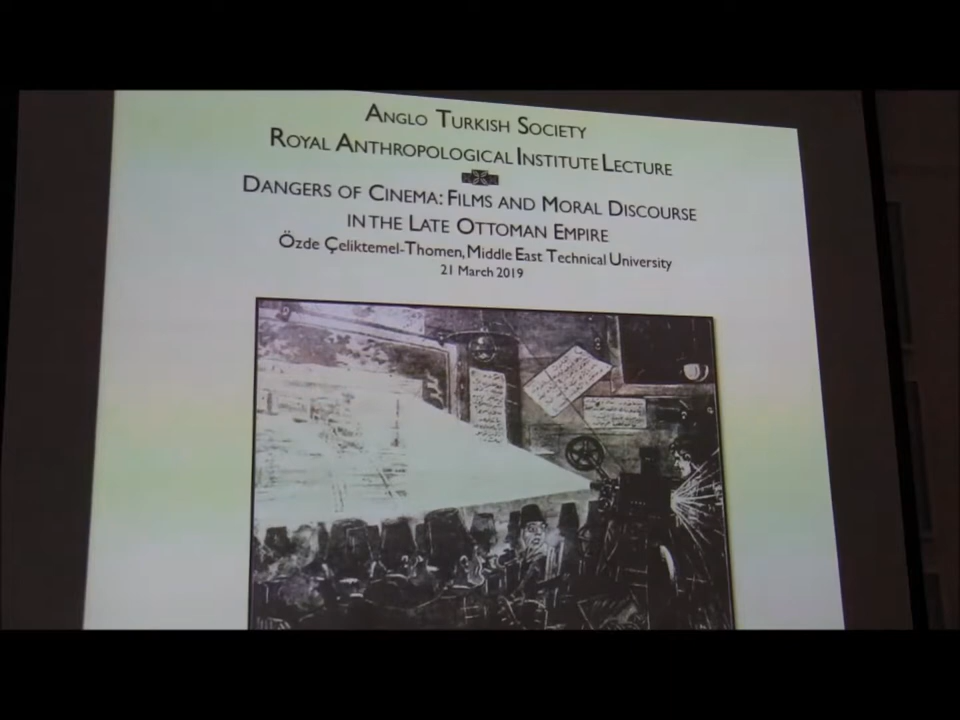 Anglo Turkish Society
Royal Anthropological Institute Lecture
Dangers of Cinema: Films and Moral Discourse
in the Late Ottoman Empire
Özde Çeliktemel-Thomen, Middle East Technical University
21 March 2019